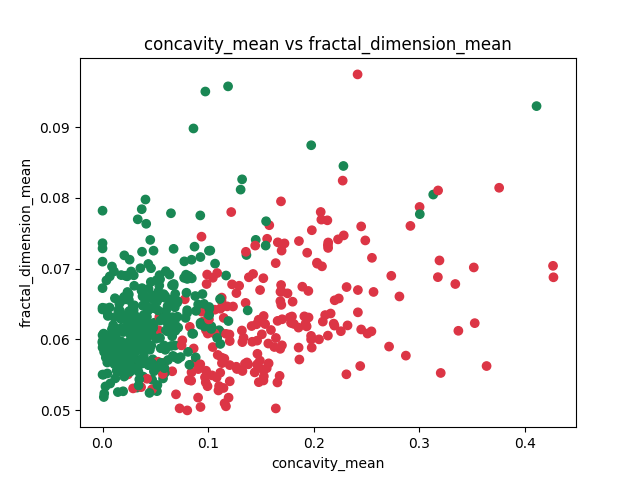 concavity_mean vs fractal_dimension_mean
fractal_dimension_mean
0.09
0.08
0.07
0.06
0.05
0.0 0.1 0.2 0.3 0.4
concavity_mean